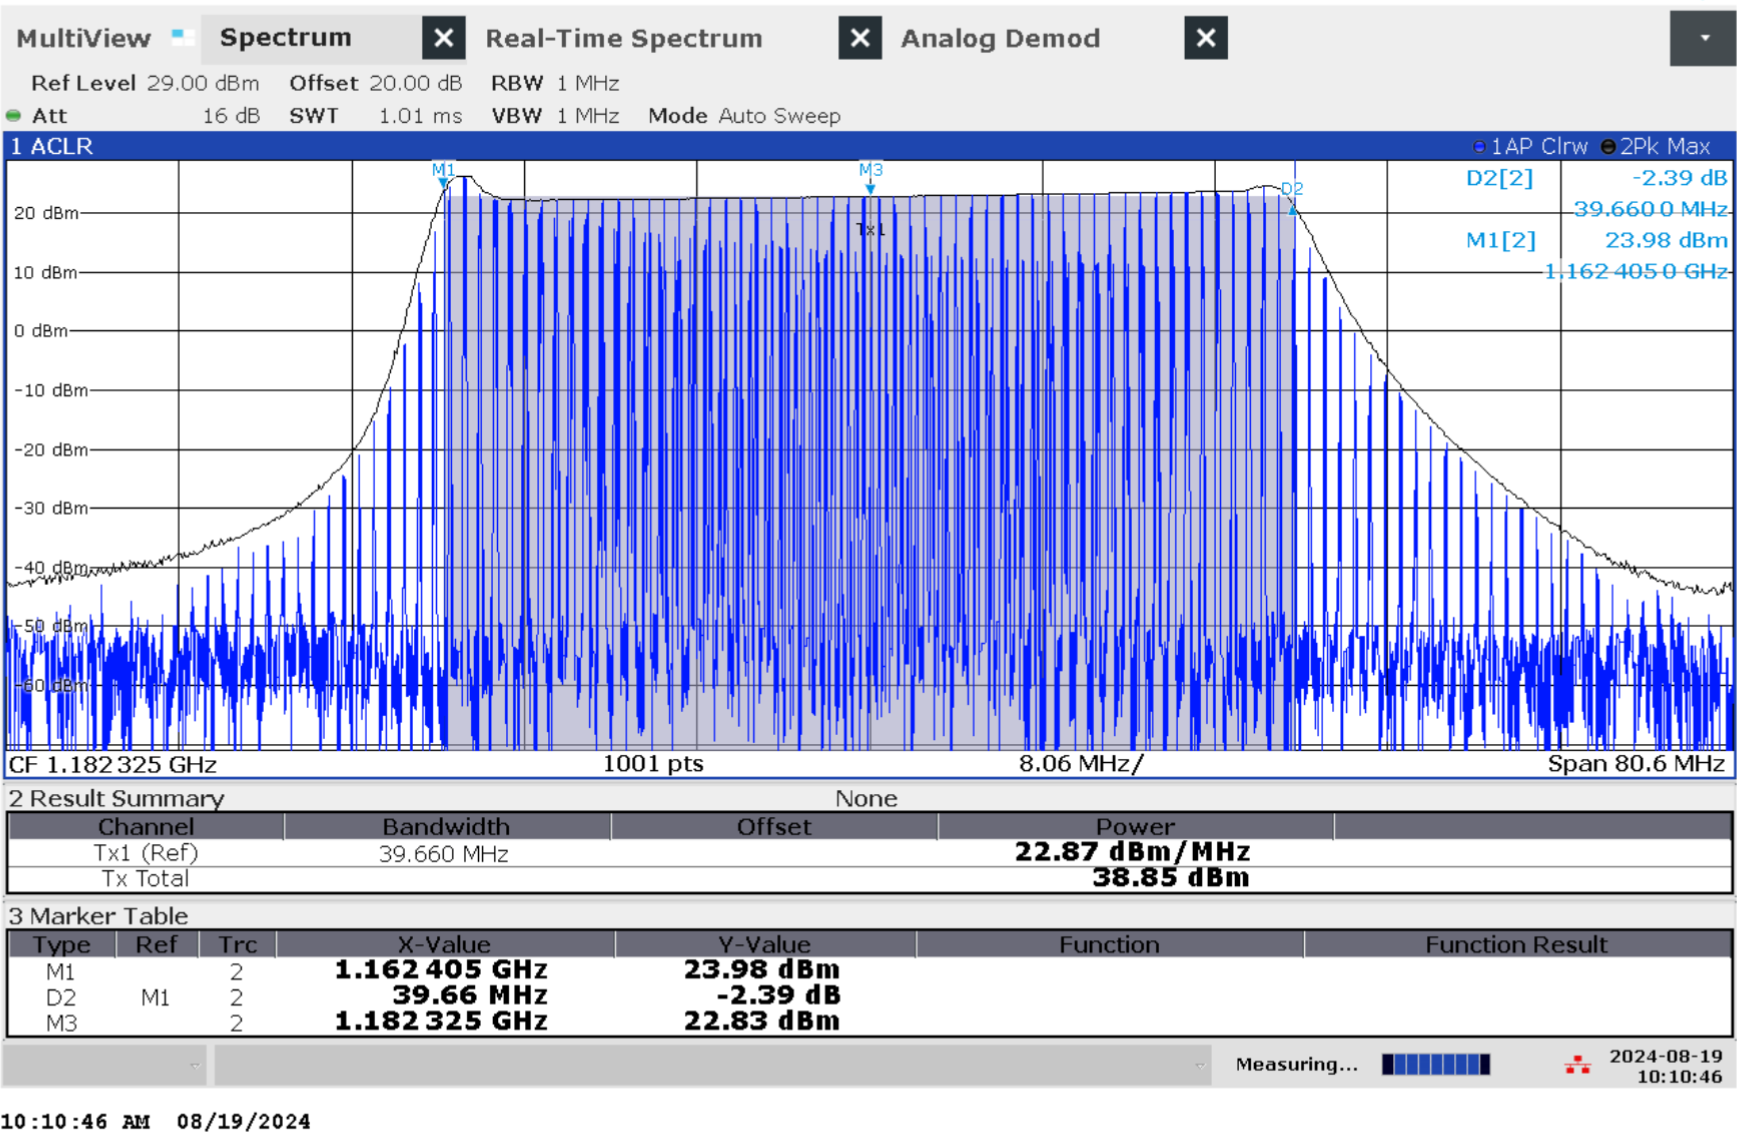 MultiView Spectrum Real-Time Spectrum Analog Demod
Ref Level 29.00 dBm Offset 20.00 dB RBW 1 MHz
Att 16 dB SWT 1.01 ms VBW 1 MHz Mode Auto Sweep
1 ACLR 1AP Clrw 2Pk Max
M1 M3 D2
D2[2] -2.39 dB
39.660 0 MHz
M1[2] 23.98 dBm
1.162 405 0 GHz
Tx1
20 dBm
10 dBm
0 dBm
-10 dBm
-20 dBm
-30 dBm
-40 dBm
-50 dBm
-60 dBm
CF 1.182 325 GHz 1001 pts 8.06 MHz/ Span 80.6 MHz
2 Result Summary None
Channel Bandwidth Offset Power
Tx1 (Ref) 39.660 MHz 22.87 dBm/MHz
Tx Total 38.85 dBm
3 Marker Table
Type Ref Trc X-Value Y-Value Function Function Result
M1 2 1.162 405 GHz 23.98 dBm
D2 M1 2 39.66 MHz -2.39 dB
M3 2 1.182 325 GHz 22.83 dBm
Measuring... 2024-08-19
10:10:46
10:10:46 AM 08/19/2024